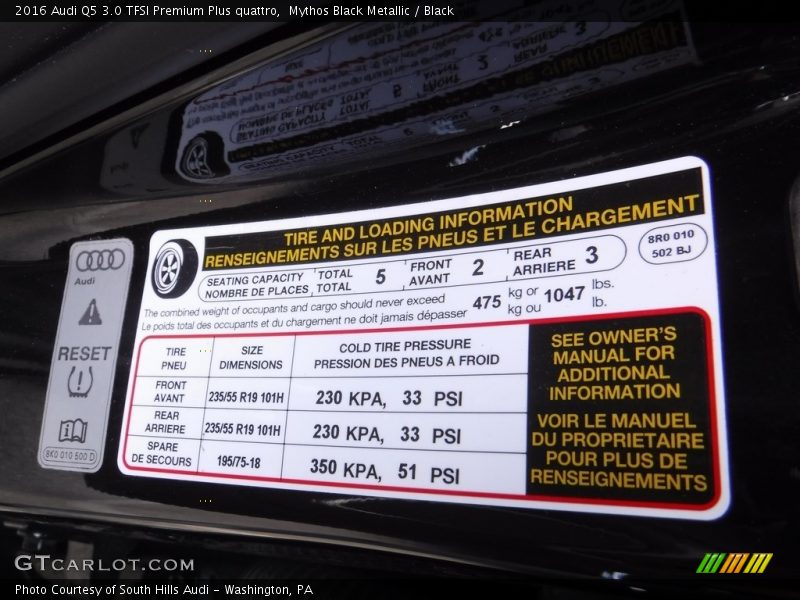 2016 Audi Q5 3.0 TFSI Premium Plus quattro, Mythos Black Metallic / Black
Audi
RESET
8K0 010 500 D
TIRE AND LOADING INFORMATION
RENSEIGNEMENTS SUR LES PNEUS ET LE CHARGEMENT
8R0 010
502 BJ
SEATING CAPACITY TOTAL 5 FRONT 2 REAR 3
NOMBRE DE PLACES TOTAL AVANT ARRIERE
The combined weight of occupants and cargo should never exceed 475 kg or 1047 lbs.
Le poids total des occupants et du chargement ne doit jamais dépasser kg ou lb.
TIRE SIZE COLD TIRE PRESSURE
PNEU DIMENSIONS PRESSION DES PNEUS A FROID
FRONT
AVANT 235/55 R19 101H 230 KPA, 33 PSI
REAR
ARRIERE 235/55 R19 101H 230 KPA, 33 PSI
SPARE
DE SECOURS 195/75-18 350 KPA, 51 PSI
SEE OWNER'S
MANUAL FOR
ADDITIONAL
INFORMATION
VOIR LE MANUEL
DU PROPRIETAIRE
POUR PLUS DE
RENSEIGNEMENTS
GTCARLOT.COM
Photo Courtesy of South Hills Audi - Washington, PA